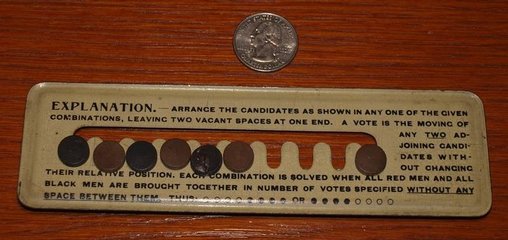 EXPLANATION. — ARRANGE THE CANDIDATES AS SHOWN IN ANY ONE OF THE GIVEN
COMBINATIONS, LEAVING TWO VACANT SPACES AT ONE END. A VOTE IS THE MOVING OF
ANY TWO AD-
JOINING CANDI-
DATES WITH-
OUT CHANGING
THEIR RELATIVE POSITION. EACH COMBINATION IS SOLVED WHEN ALL RED MEN AND ALL
BLACK MEN ARE BROUGHT TOGETHER IN NUMBER OF VOTES SPECIFIED WITHOUT ANY
SPACE BETWEEN THEM. THUS OR